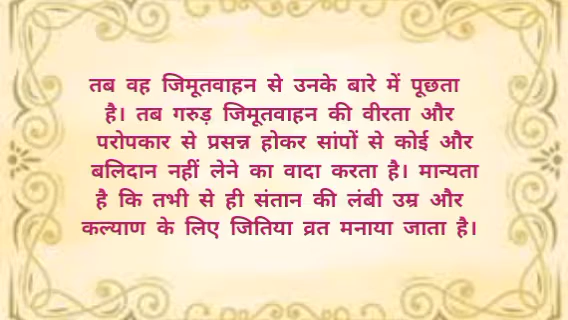 तब वह जिमूतवाहन से उनके बारे में पूछता
है। तब गरुड़ जिमूतवाहन की वीरता और
परोपकार से प्रसन्न होकर सांपों से कोई और
बलिदान नहीं लेने का वादा करता है। मान्यता
है कि तभी से ही संतान की लंबी उम्र और
कल्याण के लिए जितिया व्रत मनाया जाता है।